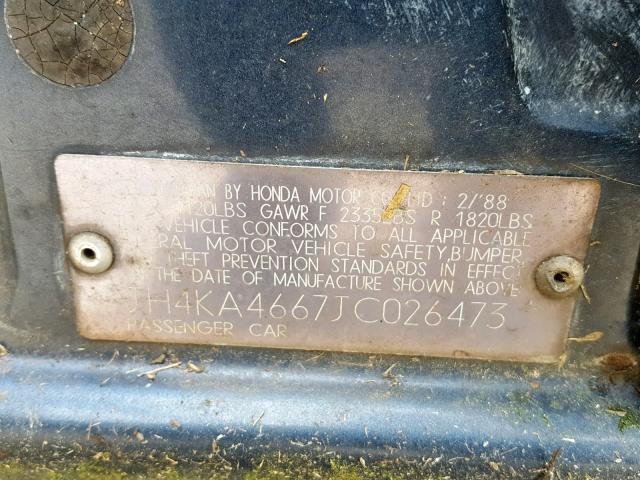 BY HONDA MOTOR CO., LTD : 2/'88
GAWR F 2335LBS R 1820LBS
VEHICLE CONFORMS TO ALL APPLICABLE
MOTOR VEHICLE SAFETY, BUMPER
THEFT PREVENTION STANDARDS IN EFFECT
ON THE DATE OF MANUFACTURE SHOWN ABOVE
JH4KA4667JC026473
PASSENGER CAR